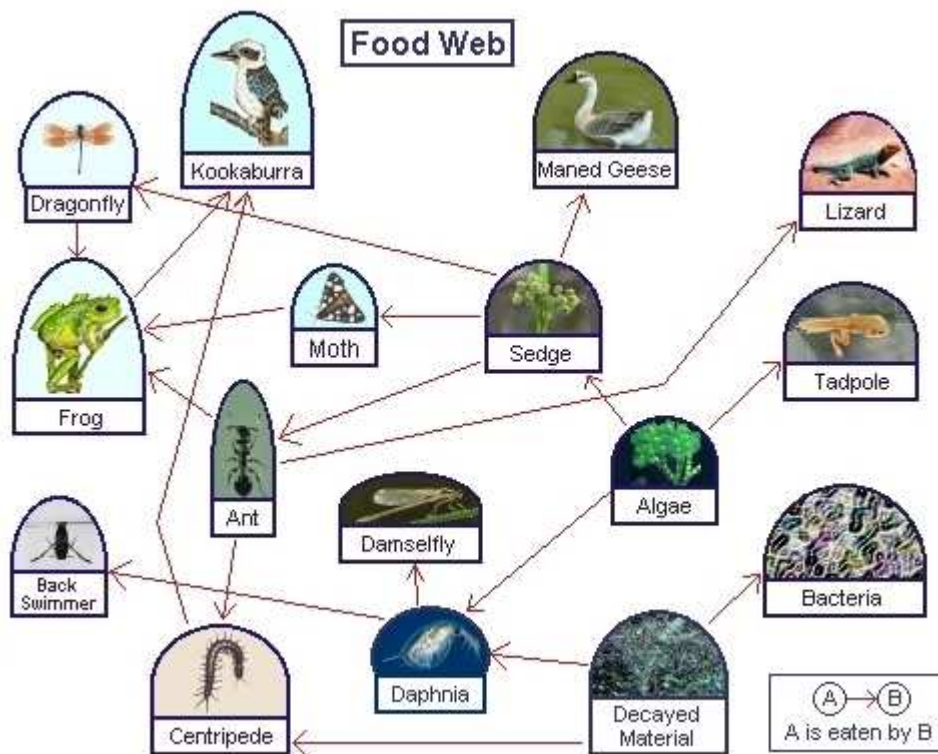 Food Web
Kookaburra
Maned Geese
Dragonfly
Lizard
Moth
Sedge
Tadpole
Frog
Ant
Algae
Damselfly
Back
Swimmer
Bacteria
Daphnia
Decayed
Material
Centripede
A B
A is eaten by B